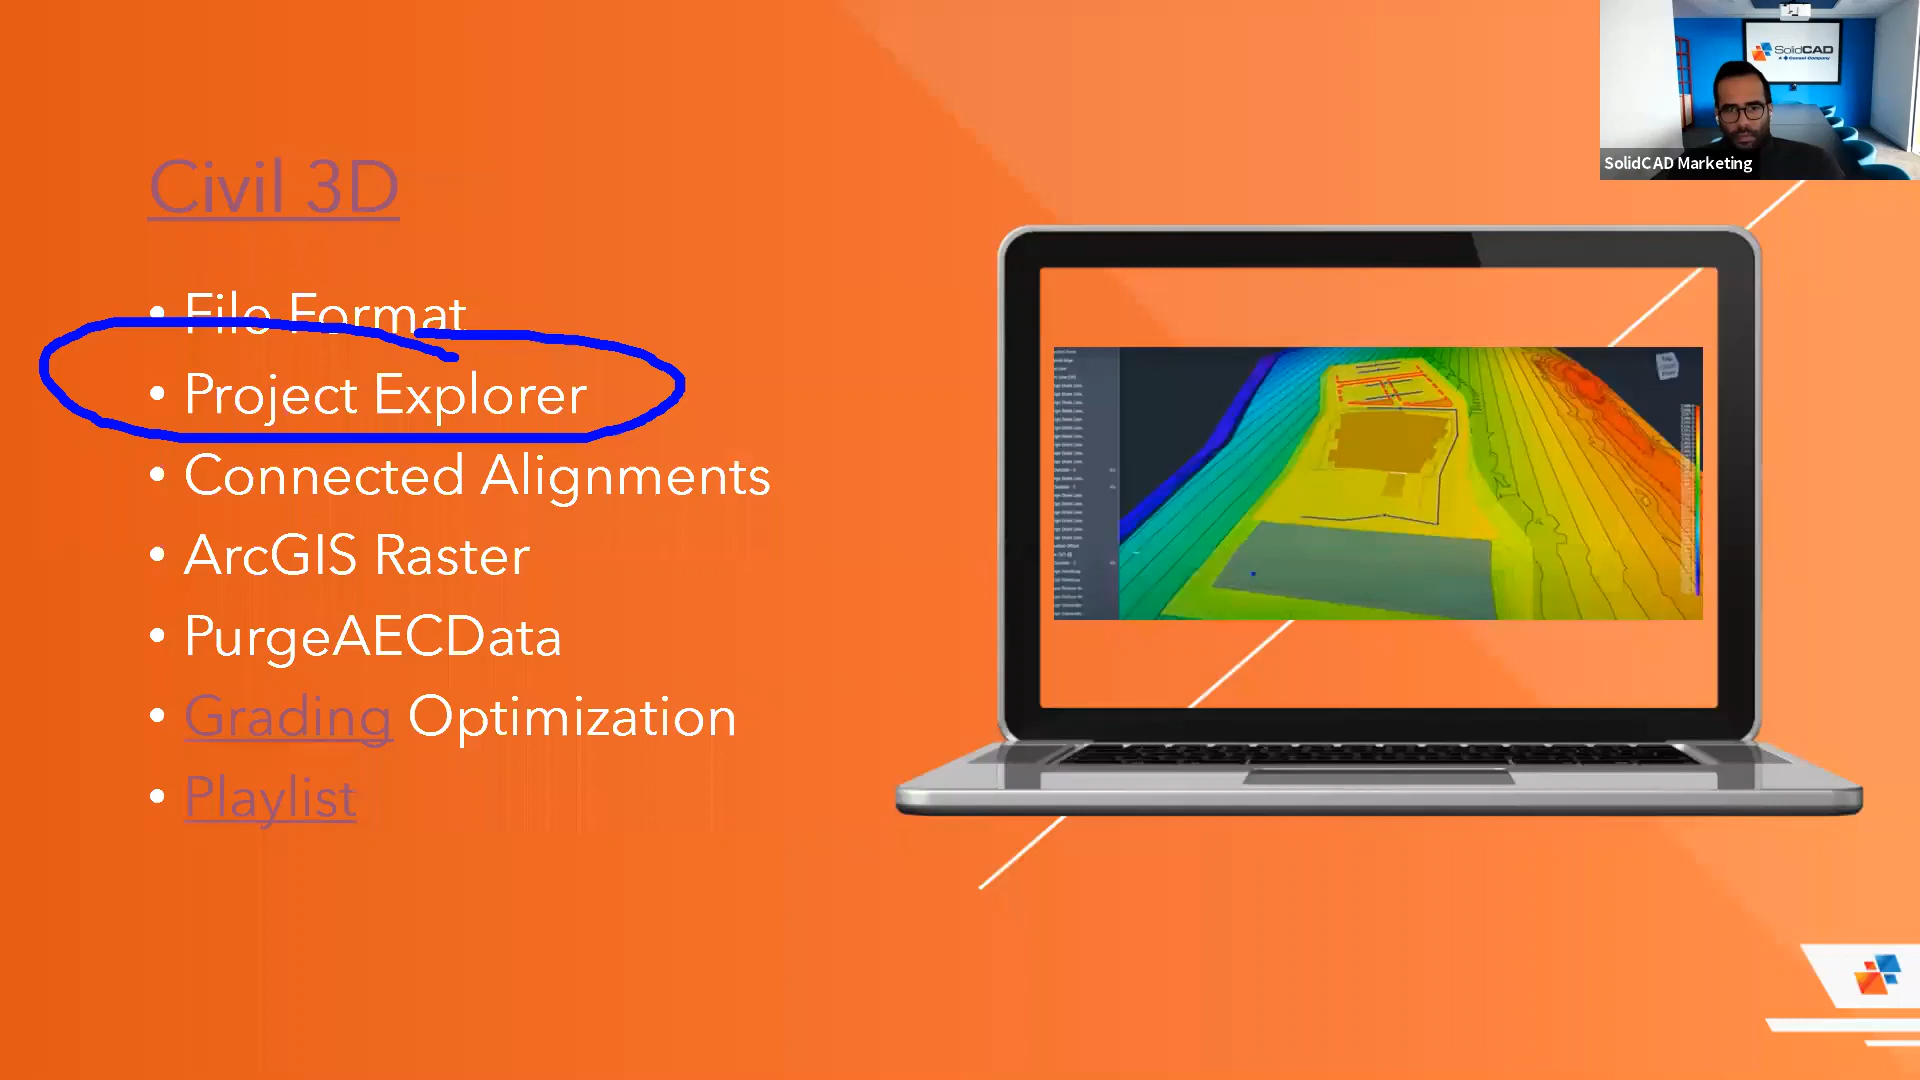 SolidCAD
SolidCAD Marketing
Civil 3D
• File Format
• Project Explorer
• Connected Alignments
• ArcGIS Raster
• PurgeAECData
• Grading Optimization
• Playlist